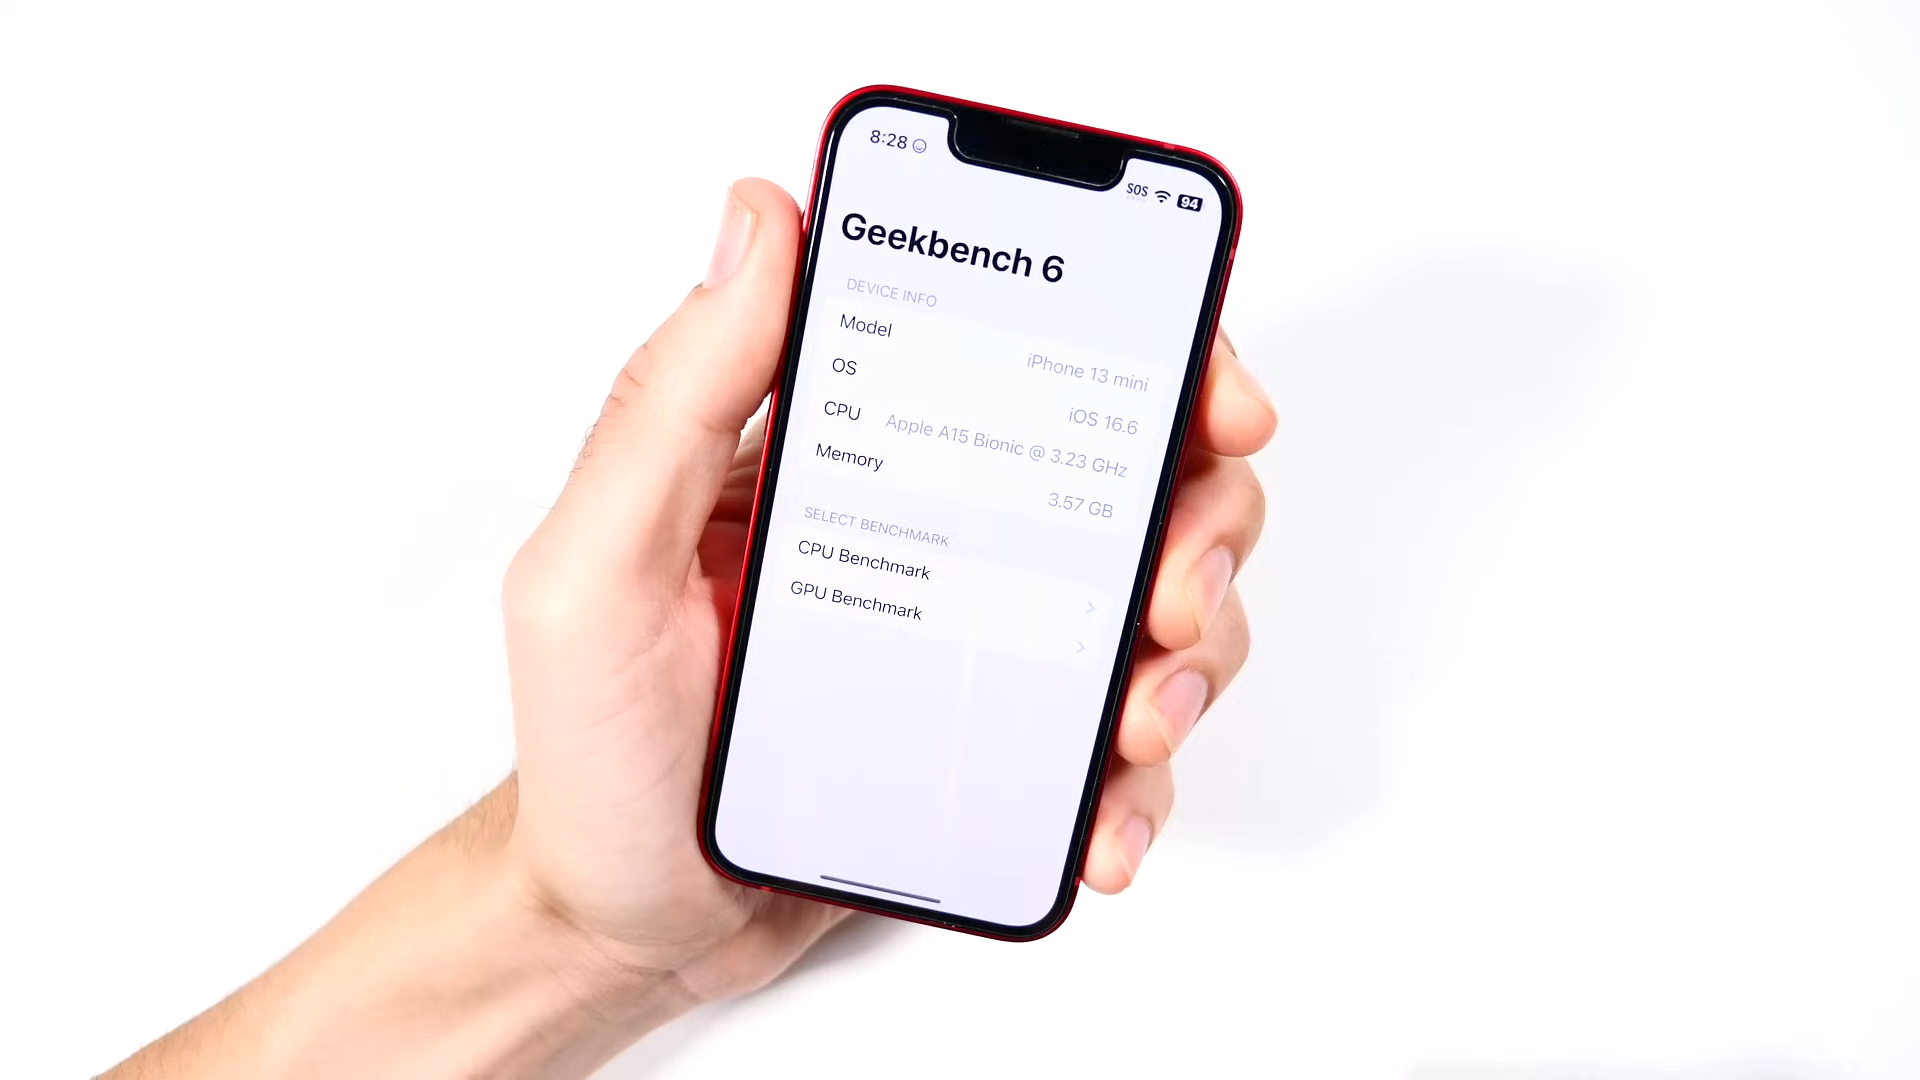 8:28
SOS 94
Geekbench 6
DEVICE INFO
Model iPhone 13 mini
OS iOS 16.6
CPU Apple A15 Bionic @ 3.23 GHz
Memory 3.57 GB
SELECT BENCHMARK
CPU Benchmark
GPU Benchmark